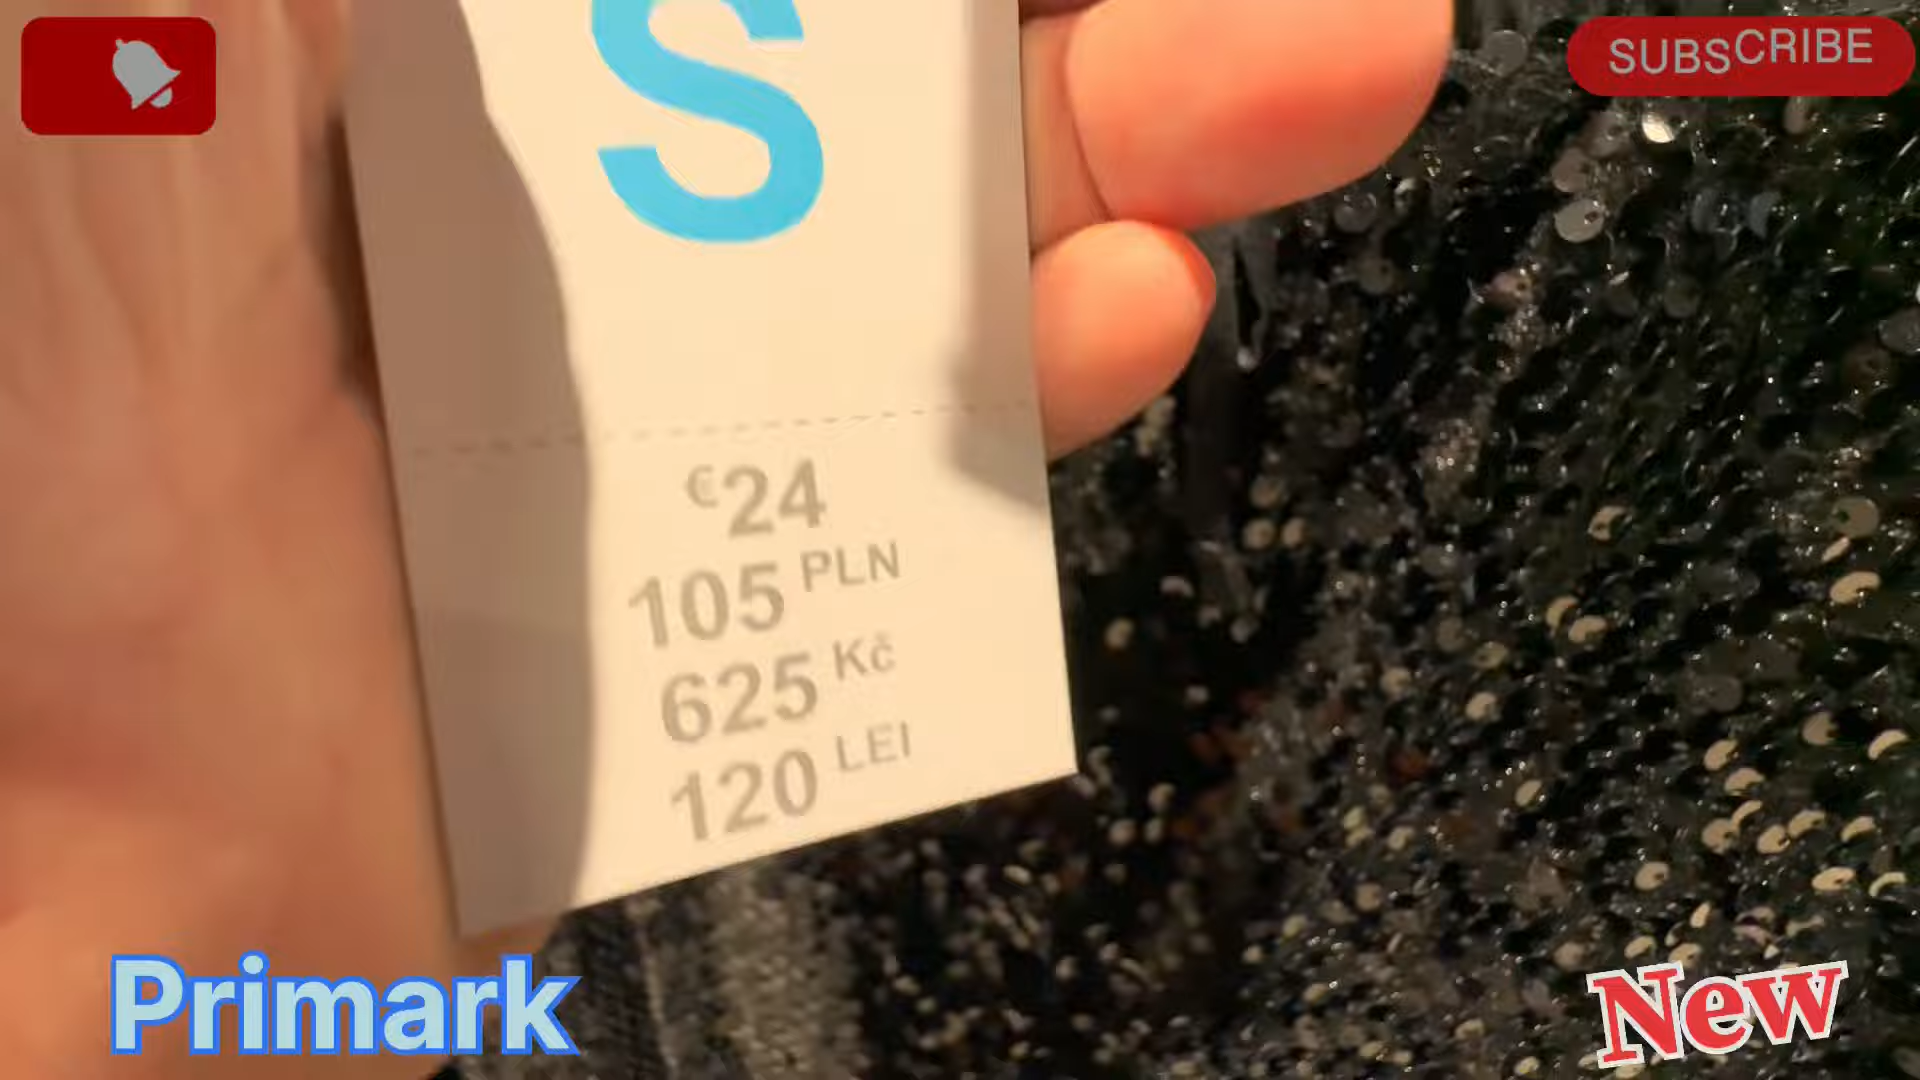 SUBSCRIBE
S
€24
105 PLN
625 Kč
120 LEI
Primark
New